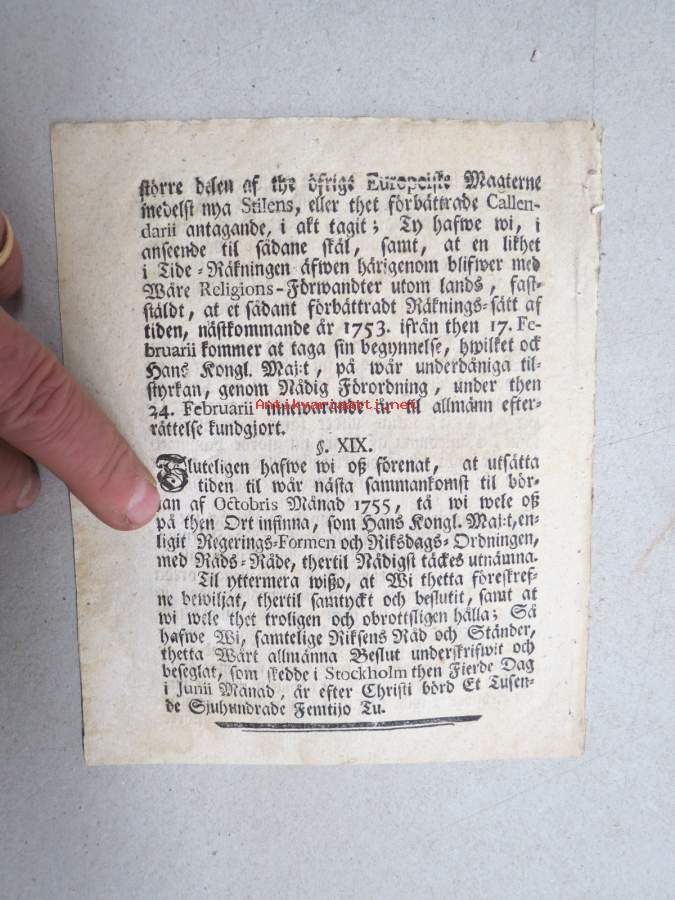 större delen af the öfrige Europeiske Magterne
medelst nya Stilens, eller thet förbättrade Callen-
darii antagande, i akt tagit; Ty hafwe wi, i
anseende til sådane skäl, samt, at en likhet
i Tide-Räkningen äfwen härigenom blifwer med
Wåre Religions-Förwandter utom lands, fast-
stäldt, at et sådant förbättradt Räknings-sätt af
tiden, nästkommande år 1753. ifrån then 17. Fe-
bruarii kommer at taga sin begynnelse, hwilket ock
Hans Kongl. Maj:t, på wår underdåniga til-
styrkan, genom Nådig Förordning, under then
24. Februarii innewarande år til allmänn efter-
rättelse kundgjort.
Antikvariaatti.net
§. XIX.
Sluteligen hafwe wi oß förenat, at utsätta
tiden til wår nästa sammankomst til bör-
jan af Octobris Månad 1755, tå wi wele oß
på then Ort infinna, som Hans Kongl. Maj:t, en-
ligit Regerings-Formen och Riksdags-Ordningen,
med Råds-Råde, thertil Nådigst täckes utnämna.
Til yttermera wißo, at Wi thetta föreskref-
ne bewiljat, thertil samtyckt och beslutit, samt at
wi wele thet troligen och obrottsligen hålla; Så
hafwe Wi, samtelige Riksens Råd och Ständer,
thetta Wårt allmänna Beslut underskrifwit och
beseglat, som skedde i Stockholm then Fierde Dag
i Junii Månad, år efter Christi börd Et Tusen-
de Sjuhundrade Femtijo Tu.